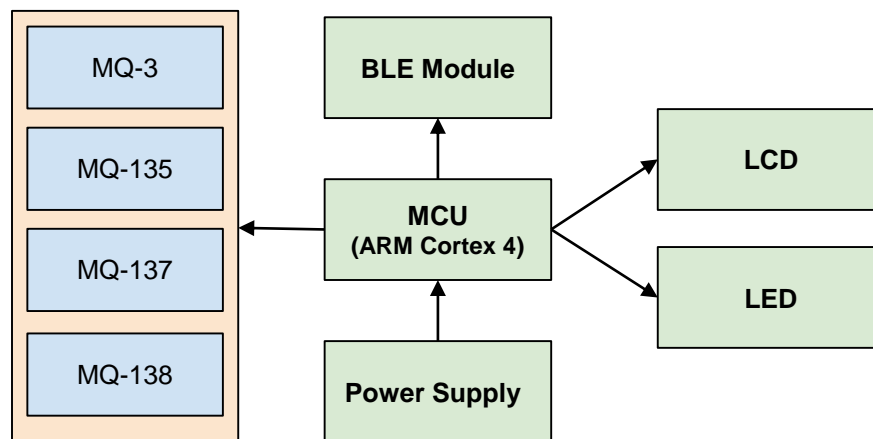 MQ-3
MQ-135
MQ-137
MQ-138
BLE Module
MCU
(ARM Cortex 4)
Power Supply
LCD
LED